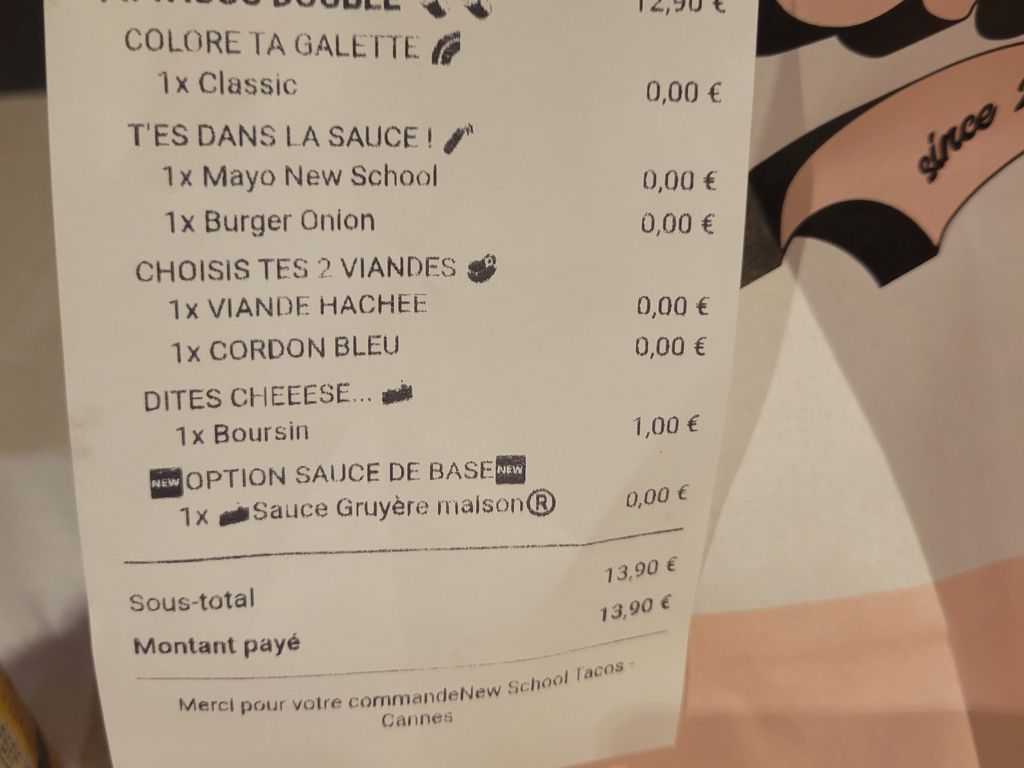 DOUBLE 12,90 €
COLORE TA GALETTE
1x Classic 0,00 €
T'ES DANS LA SAUCE !
1x Mayo New School 0,00 €
1x Burger Onion 0,00 €
CHOISIS TES 2 VIANDES
1x VIANDE HACHEE 0,00 €
1x CORDON BLEU 0,00 €
DITES CHEEESE...
1x Boursin 1,00 €
NEW OPTION SAUCE DE BASE NEW
1x Sauce Gruyère maison® 0,00 €
Sous-total 13,90 €
Montant payé 13,90 €
Merci pour votre commandeNew School Tacos -
Cannes
since